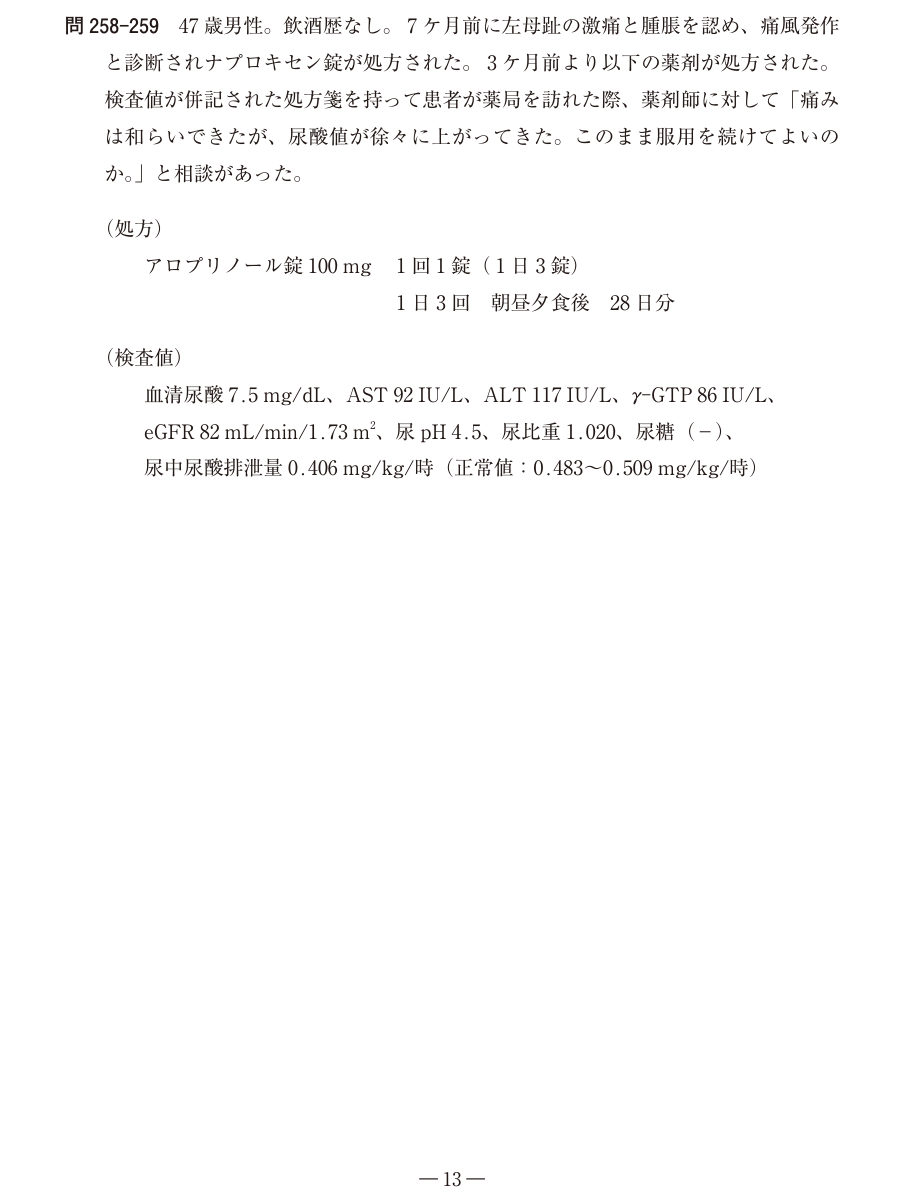 問 258-259　47 歳男性。飲酒歴なし。7 ケ月前に左母趾の激痛と腫脹を認め、痛風発作
と診断されナプロキセン錠が処方された。3 ケ月前より以下の薬剤が処方された。
検査値が併記された処方箋を持って患者が薬局を訪れた際、薬剤師に対して「痛み
は和らいできたが、尿酸値が徐々に上がってきた。このまま服用を続けてよいの
か。」と相談があった。
（処方）
アロプリノール錠 100 mg　1 回 1 錠（1 日 3 錠）
1 日 3 回　朝昼夕食後　28 日分
（検査値）
血清尿酸 7.5 mg/dL、AST 92 IU/L、ALT 117 IU/L、γ-GTP 86 IU/L、
eGFR 82 mL/min/1.73 m²、尿 pH 4.5、尿比重 1.020、尿糖（－）、
尿中尿酸排泄量 0.406 mg/kg/時（正常値：0.483～0.509 mg/kg/時）
― 13 ―